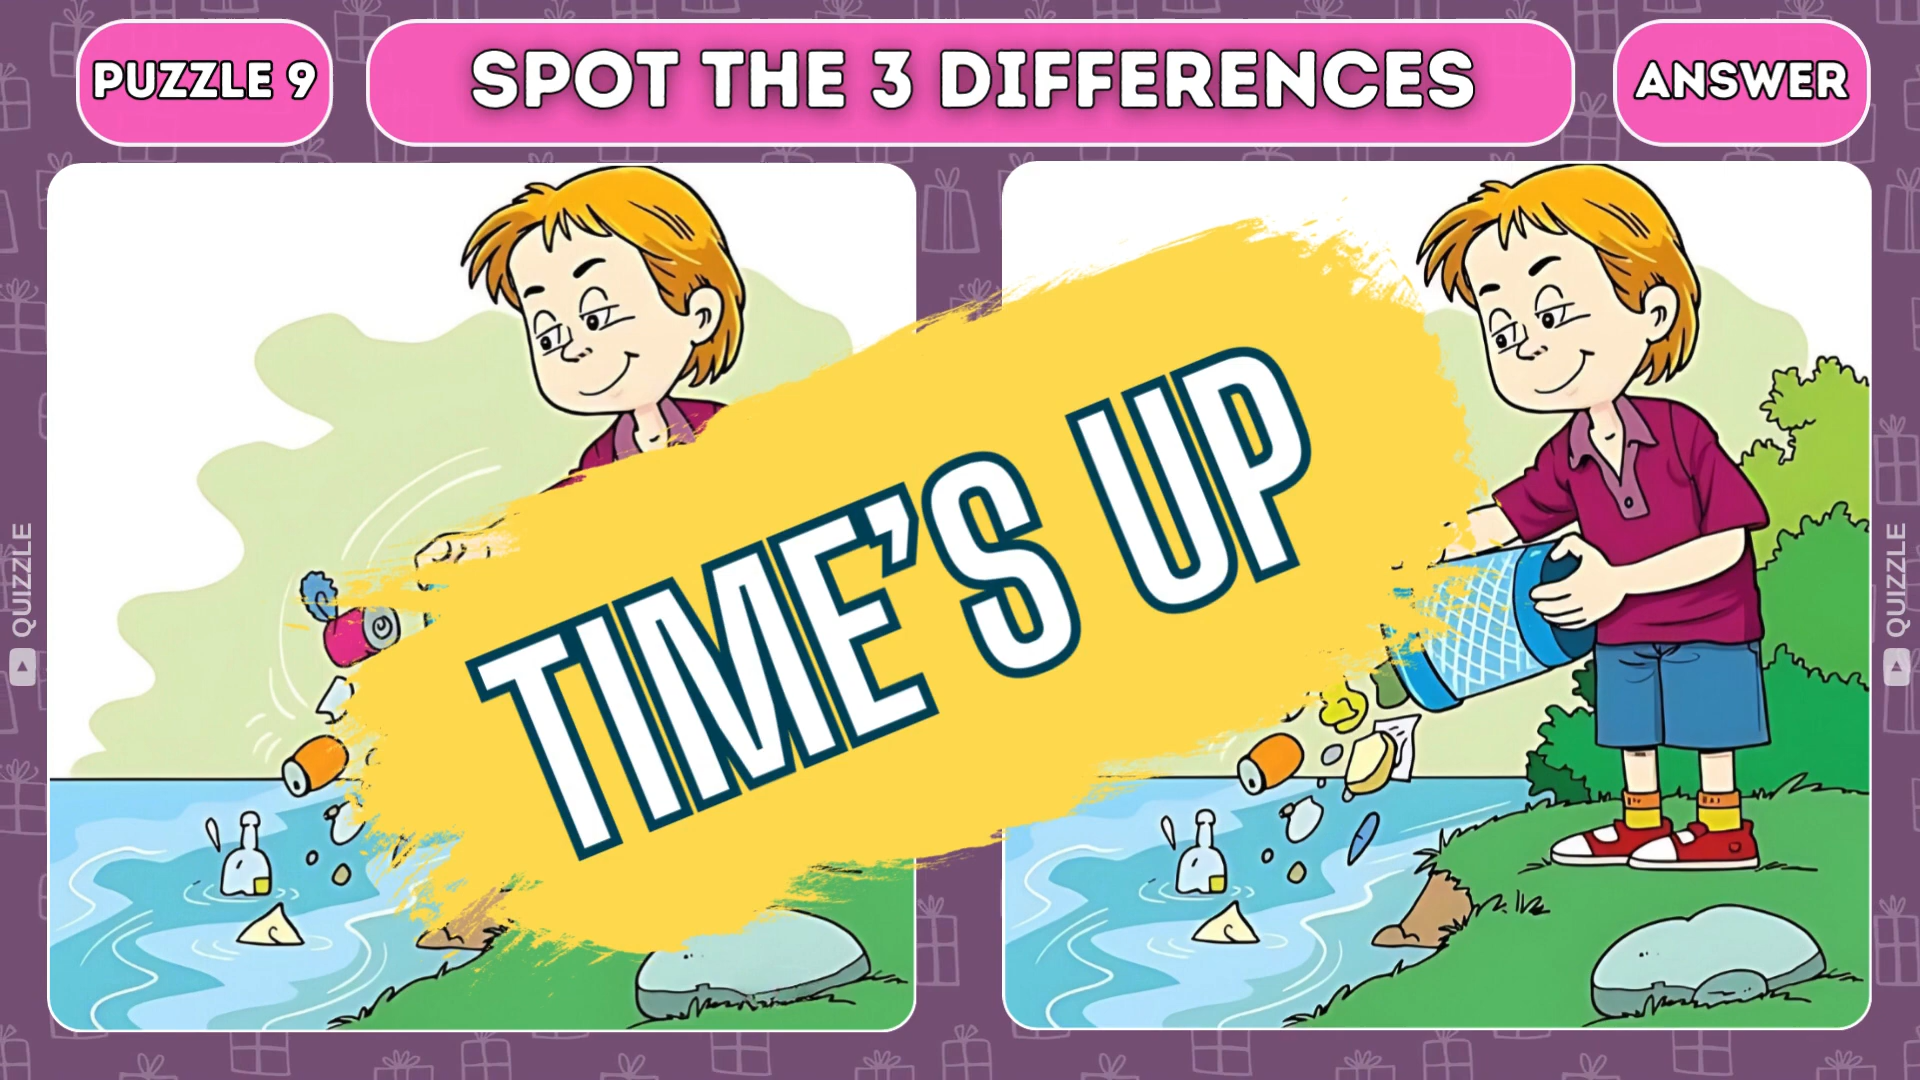 PUZZLE 9
SPOT THE 3 DIFFERENCES
ANSWER
TIME'S UP
QUIZZLE
QUIZZLE